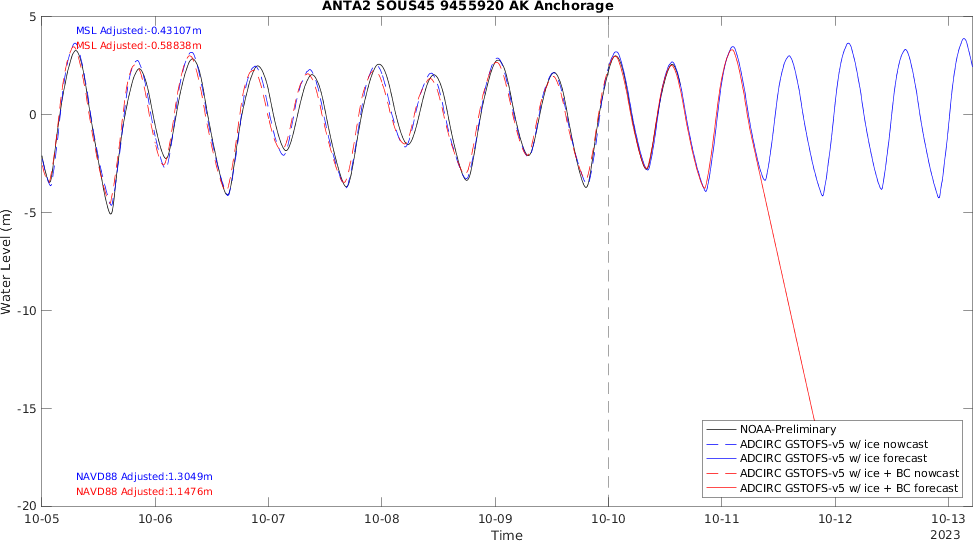 ANTA2 SOUS45 9455920 AK Anchorage
MSL Adjusted:-0.43107m
MSL Adjusted:-0.58838m
5
0
-5
-10
-15
-20
Water Level (m)
NOAA-Preliminary
ADCIRC GSTOFS-v5 w/ ice nowcast
ADCIRC GSTOFS-v5 w/ ice forecast
ADCIRC GSTOFS-v5 w/ ice + BC nowcast
ADCIRC GSTOFS-v5 w/ ice + BC forecast
NAVD88 Adjusted:1.3049m
NAVD88 Adjusted:1.1476m
10-05 10-06 10-07 10-08 10-09 10-10 10-11 10-12 10-13
2023
Time